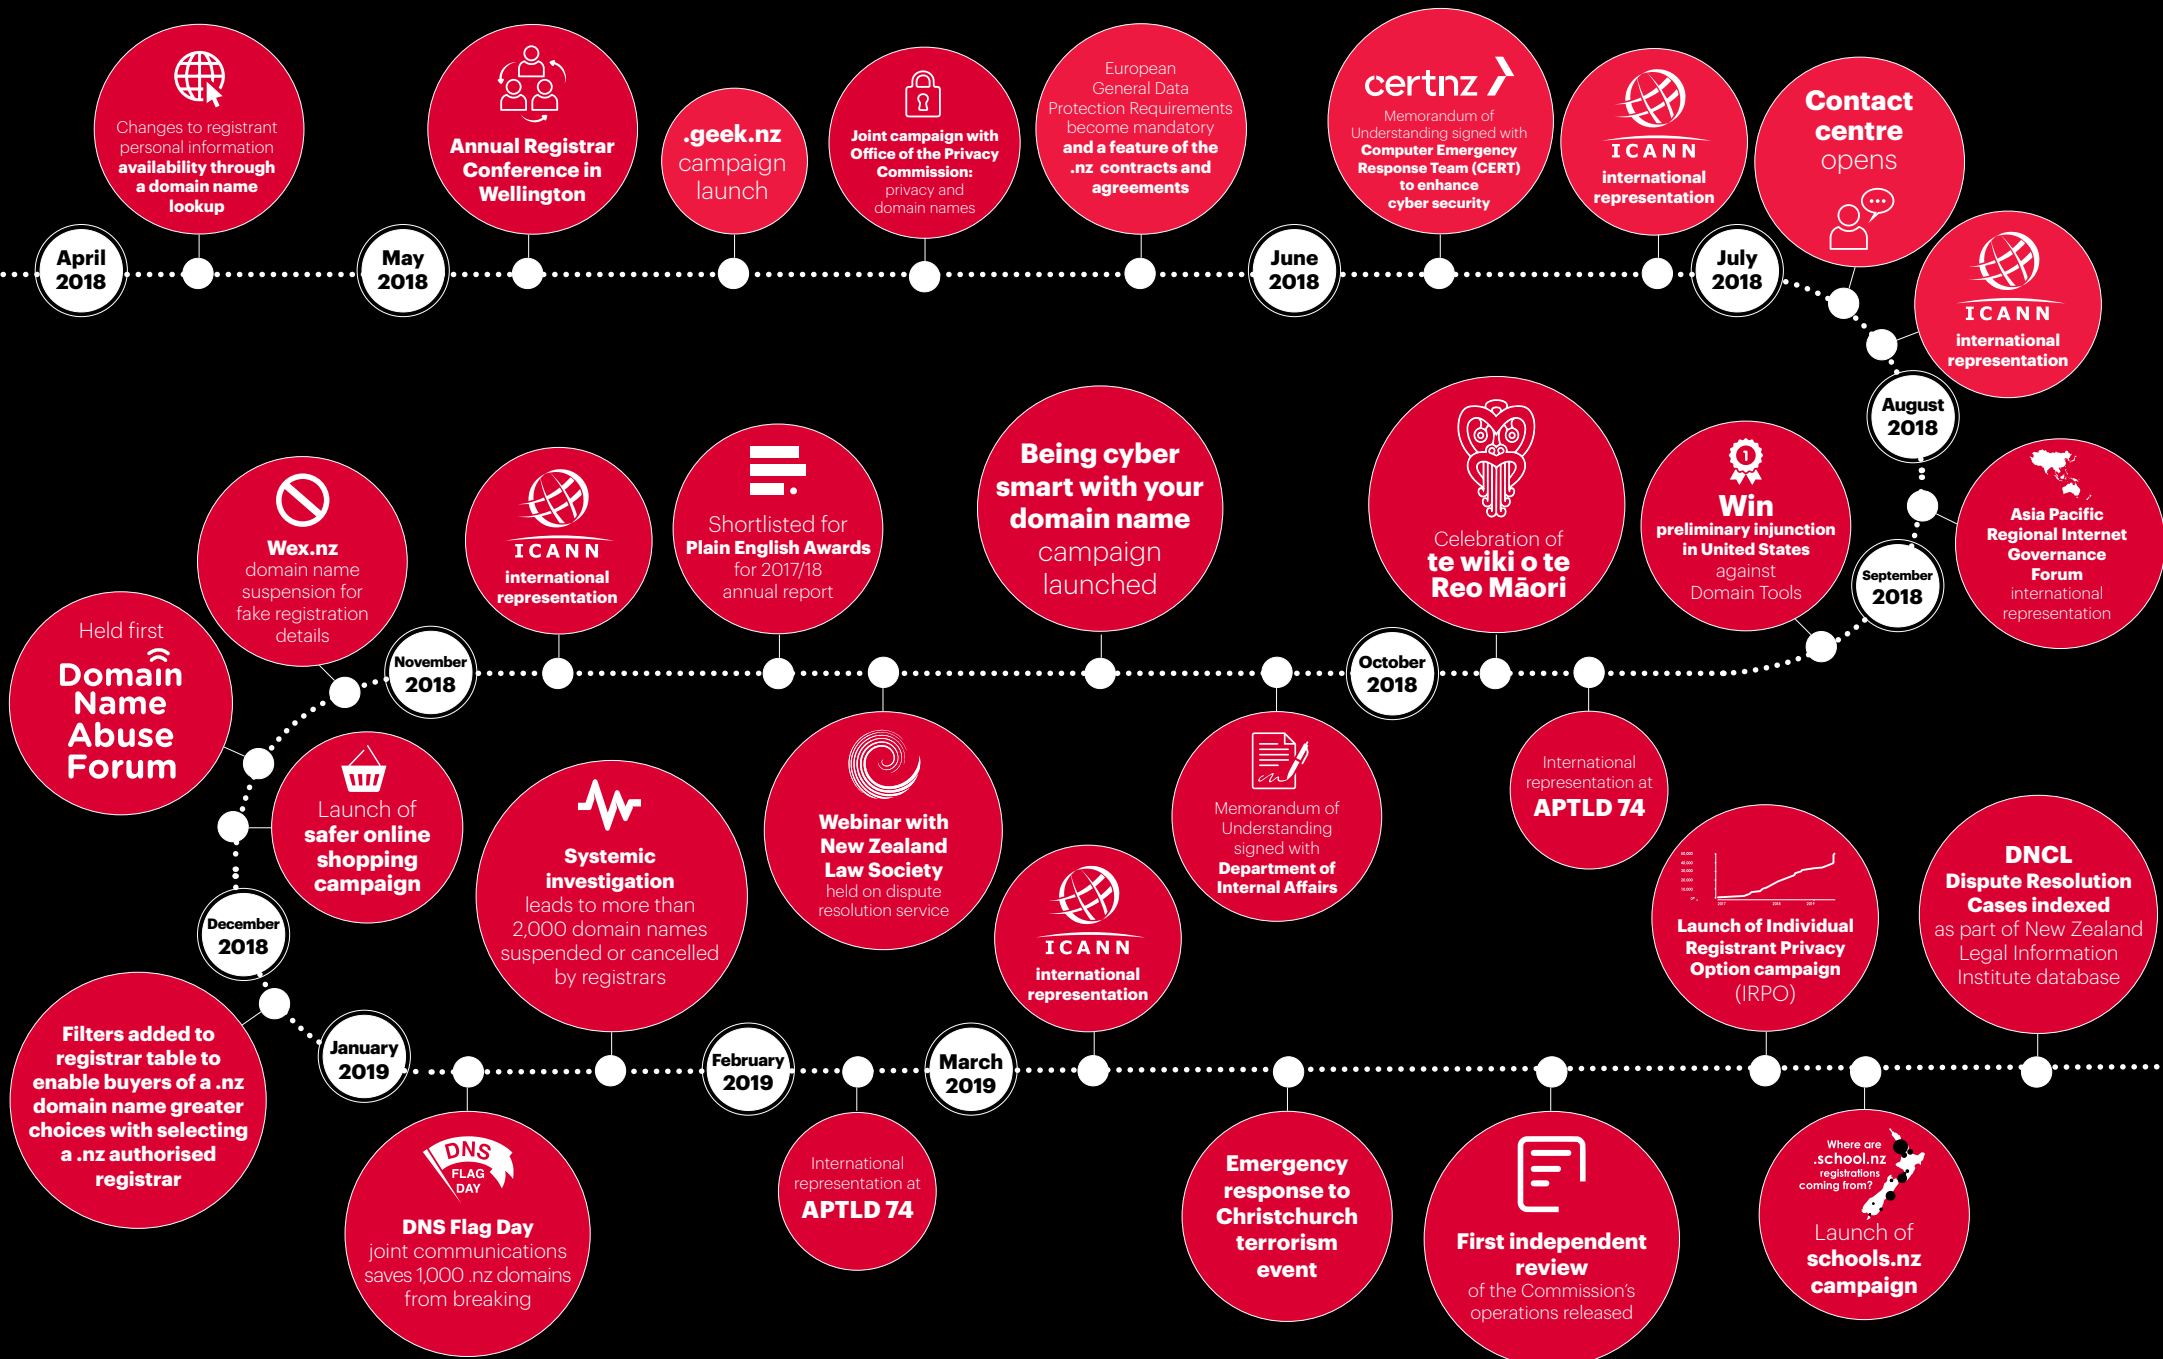 April
2018
Changes to registrant
personal information
availability through
a domain name
lookup
May
2018
Annual Registrar
Conference in
Wellington
.geek.nz
campaign
launch
Joint campaign with
Office of the Privacy
Commission:
privacy and
domain names
European
General Data
Protection Requirements
become mandatory
and a feature of the
.nz contracts and
agreements
June
2018
certnz
Memorandum of
Understanding signed with
Computer Emergency
Response Team (CERT)
to enhance
cyber security
ICANN
international
representation
July
2018
Contact
centre
opens
ICANN
international
representation
August
2018
Asia Pacific
Regional Internet
Governance
Forum
international
representation
September
2018
1
Win
preliminary injunction
in United States
against
Domain Tools
International
representation at
APTLD 74
Celebration of
te wiki o te
Reo Māori
October
2018
Memorandum of
Understanding
signed with
Department of
Internal Affairs
Being cyber
smart with your
domain name
campaign
launched
Webinar with
New Zealand
Law Society
held on dispute
resolution service
Shortlisted for
Plain English Awards
for 2017/18
annual report
ICANN
international
representation
November
2018
Wex.nz
domain name
suspension for
fake registration
details
Held first
Domain
Name
Abuse
Forum
Launch of
safer online
shopping
campaign
December
2018
Filters added to
registrar table to
enable buyers of a .nz
domain name greater
choices with selecting
a .nz authorised
registrar
January
2019
DNS
FLAG
DAY
DNS Flag Day
joint communications
saves 1,000 .nz domains
from breaking
Systemic
investigation
leads to more than
2,000 domain names
suspended or cancelled
by registrars
February
2019
International
representation at
APTLD 74
March
2019
ICANN
international
representation
Emergency
response to
Christchurch
terrorism
event
First independent
review
of the Commission's
operations released
50,000
40,000
30,000
20,000
10,000
2017
2018
2019
Launch of Individual
Registrant Privacy
Option campaign
(IRPO)
Where are
.school.nz
registrations
coming from?
Launch of
schools.nz
campaign
DNCL
Dispute Resolution
Cases indexed
as part of New Zealand
Legal Information
Institute database